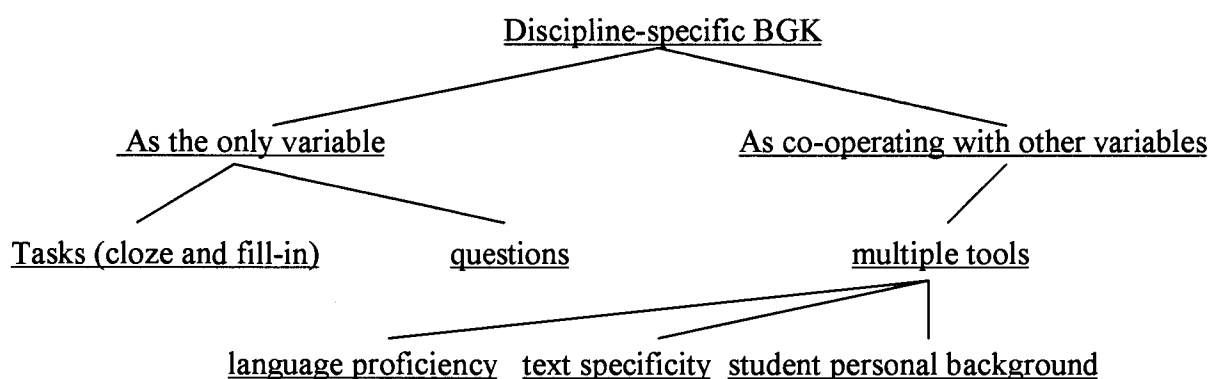 Discipline-specific BGK
As the only variable As co-operating with other variables
Tasks (cloze and fill-in) questions multiple tools
language proficiency text specificity student personal background